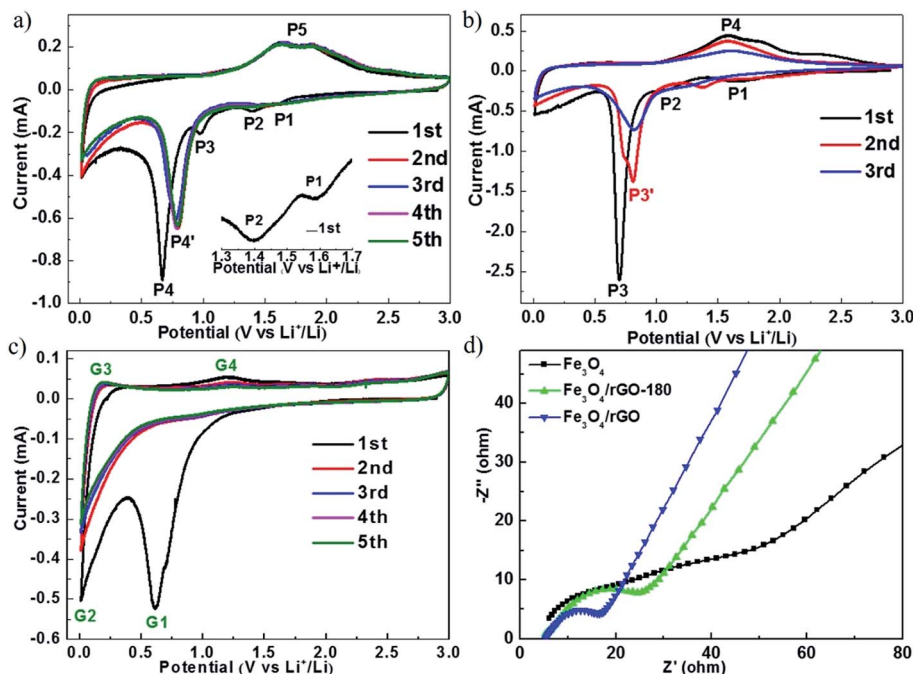 a)
0.4
0.2
0.0
-0.2
-0.4
-0.6
-0.8
-1.0
Current (mA)
P5
P2
P1
P3
P4'
P4
1st
2nd
3rd
4th
5th
P2
P1
—1st
1.3 1.4 1.5 1.6 1.7
Potential (V vs Li+/Li)
0.0 0.5 1.0 1.5 2.0 2.5 3.0
Potential (V vs Li⁺/Li)
b)
1.0
0.5
0.0
-0.5
-1.0
-1.5
-2.0
-2.5
Current (mA)
P4
P2
P1
P3'
P3
1st
2nd
3rd
0.0 0.5 1.0 1.5 2.0 2.5 3.0
Potential (V vs Li⁺/Li)
c)
0.1
0.0
-0.1
-0.2
-0.3
-0.4
-0.5
-0.6
Current (mA)
G3
G4
G2
G1
1st
2nd
3rd
4th
5th
0.0 0.5 1.0 1.5 2.0 2.5 3.0
Potential (V vs Li⁺/Li)
d)
40
30
20
10
0
-Z" (ohm)
Fe₃O₄
Fe₃O₄/rGO-180
Fe₃O₄/rGO
0 20 40 60 80
Z' (ohm)